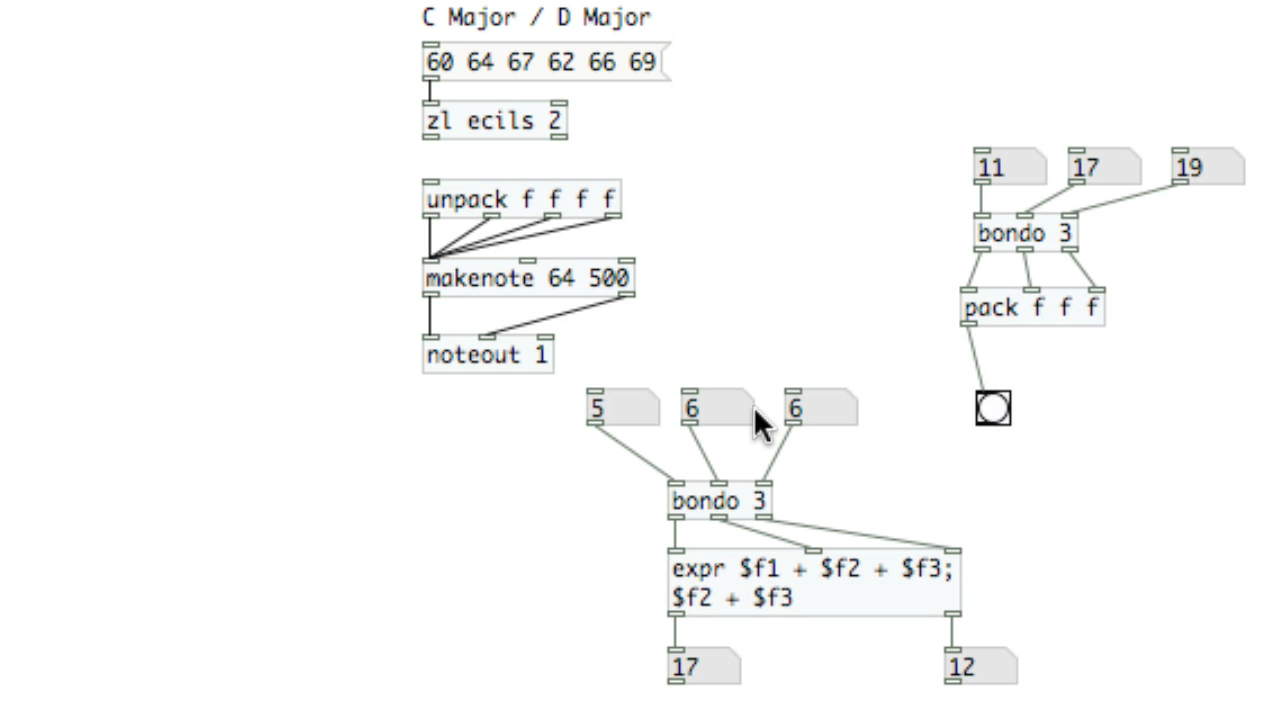 C Major / D Major
60 64 67 62 66 69
zl ecils 2
unpack f f f f
makenote 64 500
noteout 1
11
17
19
bondo 3
pack f f f
5
6
6
bondo 3
expr $f1 + $f2 + $f3;
$f2 + $f3
17
12